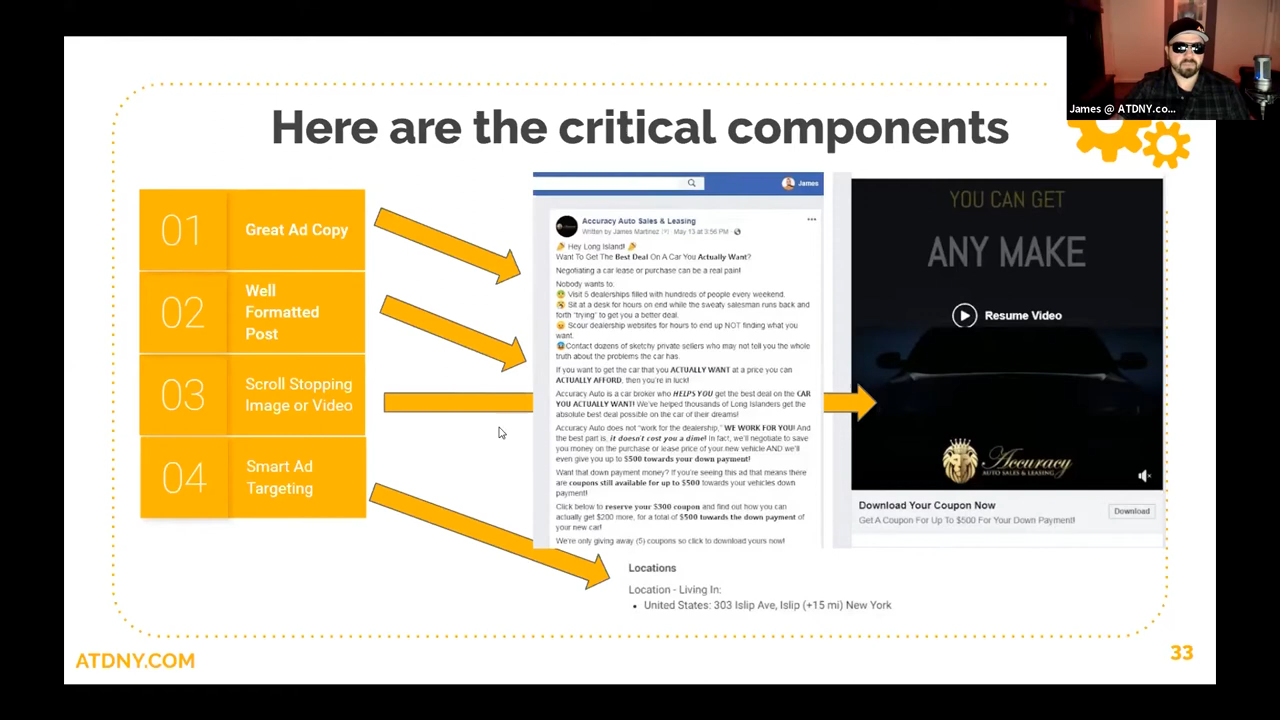 James @ ATDNY.co...
Here are the critical components
01
Great Ad Copy
02
Well
Formatted
Post
03
Scroll Stopping
Image or Video
04
Smart Ad
Targeting
James
Accuracy Auto Sales & Leasing
Written by James Martinez [?] · May 13 at 3:56 PM ·
Hey Long Island!
Want To Get The Best Deal On A Car You Actually Want?
Negotiating a car lease or purchase can be a real pain!
Nobody wants to:
Visit 5 dealerships filled with hundreds of people every weekend.
Sit at a desk for hours on end while the sweaty salesman runs back and
forth "trying" to get you a better deal.
Scour dealership websites for hours to end up NOT finding what you
want.
Contact dozens of sketchy private sellers who may not tell you the whole
truth about the problems the car has.
If you want to get the car that you ACTUALLY WANT at a price you can
ACTUALLY AFFORD, then you're in luck!
Accuracy Auto is a car broker who HELPS YOU get the best deal on the CAR
YOU ACTUALLY WANT! We've helped thousands of Long Islanders get the
absolute best deal possible on the car of their dreams!
Accuracy Auto does not "work for the dealership," WE WORK FOR YOU! And
the best part is, it doesn't cost you a dime! In fact, we'll negotiate to save
you money on the purchase or lease price of your new vehicle AND we'll
even give you up to $500 towards your down payment!
Want that down payment money? If you're seeing this ad that means there
are coupons still available for up to $500 towards your vehicles down
payment!
Click below to reserve your $300 coupon and find out how you can
actually get $200 more, for a total of $500 towards the down payment of
your new car!
We're only giving away (5) coupons so click to download yours now!
YOU CAN GET
ANY MAKE
Resume Video
Accuracy
AUTO SALES & LEASING
Download Your Coupon Now
Get A Coupon For Up To $500 For Your Down Payment!
Download
Locations
Location - Living In:
• United States: 303 Islip Ave, Islip (+15 mi) New York
ATDNY.COM
33